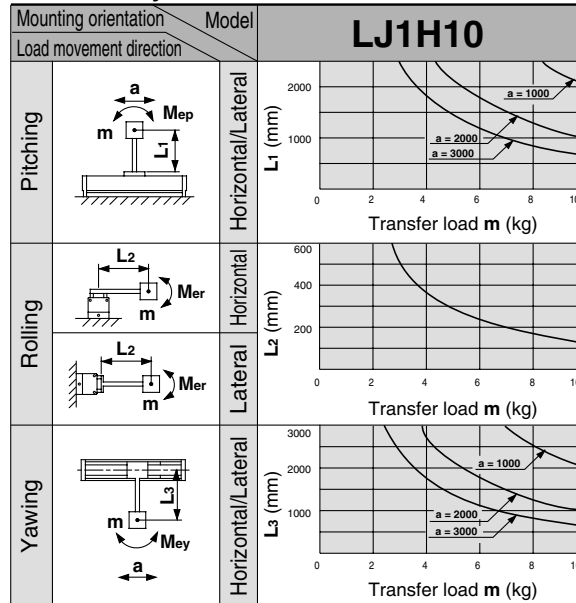 Mounting orientation Model
Load movement direction
LJ1H10
Pitching
a
Mep
m
L1
Horizontal/Lateral
L1 (mm)
2000
1000
a = 1000
a = 2000
a = 3000
0 2 4 6 8 10
Transfer load m (kg)
Rolling
L2
Mer
m
Horizontal
L2
Mer
m
Lateral
L2 (mm)
600
400
200
0 2 4 6 8 10
Transfer load m (kg)
Yawing
L3
m
Mey
a
Horizontal/Lateral
L3 (mm)
3000
2000
1000
a = 1000
a = 2000
a = 3000
0 2 4 6 8 10
Transfer load m (kg)